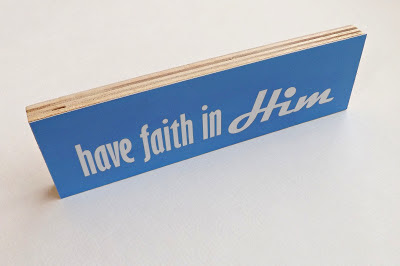 have faith in Him